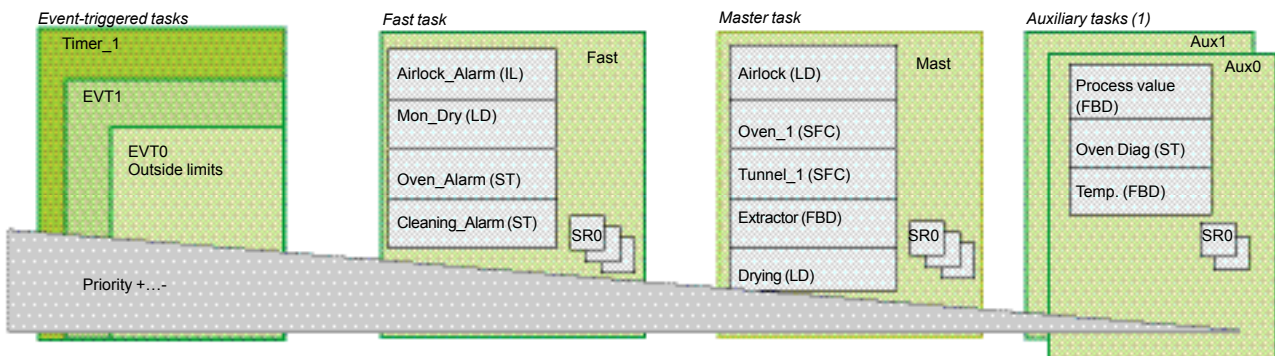 Event-triggered tasks
Timer_1
EVT1
EVT0
Outside limits
Fast task
Fast
Airlock_Alarm (IL)
Mon_Dry (LD)
Oven_Alarm (ST)
Cleaning_Alarm (ST)
SR0
Master task
Mast
Airlock (LD)
Oven_1 (SFC)
Tunnel_1 (SFC)
Extractor (FBD)
Drying (LD)
SR0
Auxiliary tasks (1)
Aux1
Aux0
Process value
(FBD)
Oven Diag (ST)
Temp. (FBD)
SR0
Priority +…-